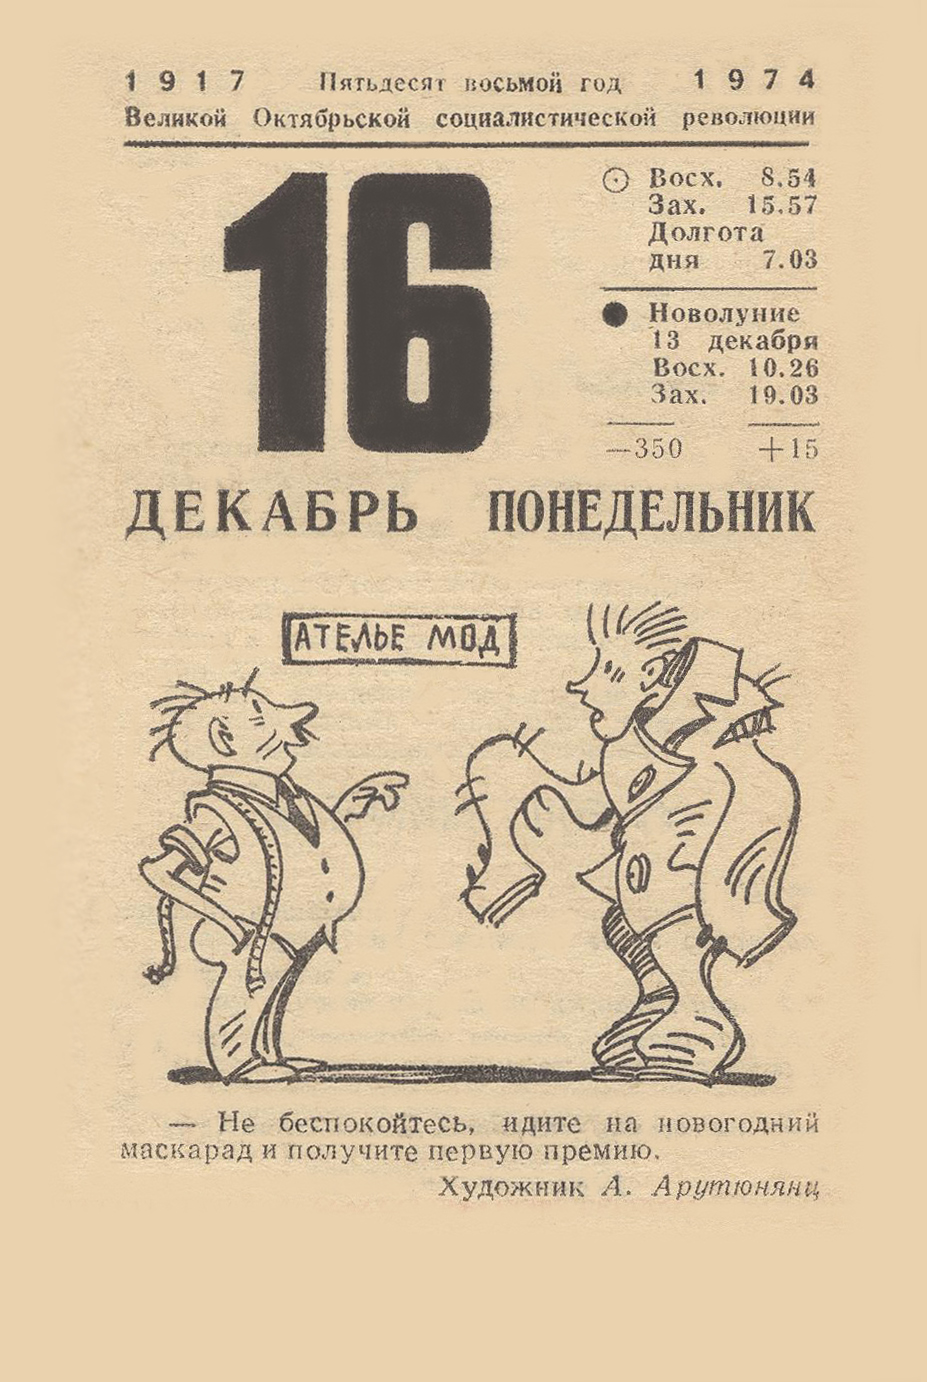 1917 Пятьдесят восьмой год 1974
Великой Октябрьской социалистической революции
16
Восх. 8.54
Зах. 15.57
Долгота
дня 7.03
Новолуние
13 декабря
Восх. 10.26
Зах. 19.03
—350 +15
ДЕКАБРЬ ПОНЕДЕЛЬНИК
АТЕЛЬЕ МОД
— Не беспокойтесь, идите на новогодний
маскарад и получите первую премию.
Художник А. Арутюнянц